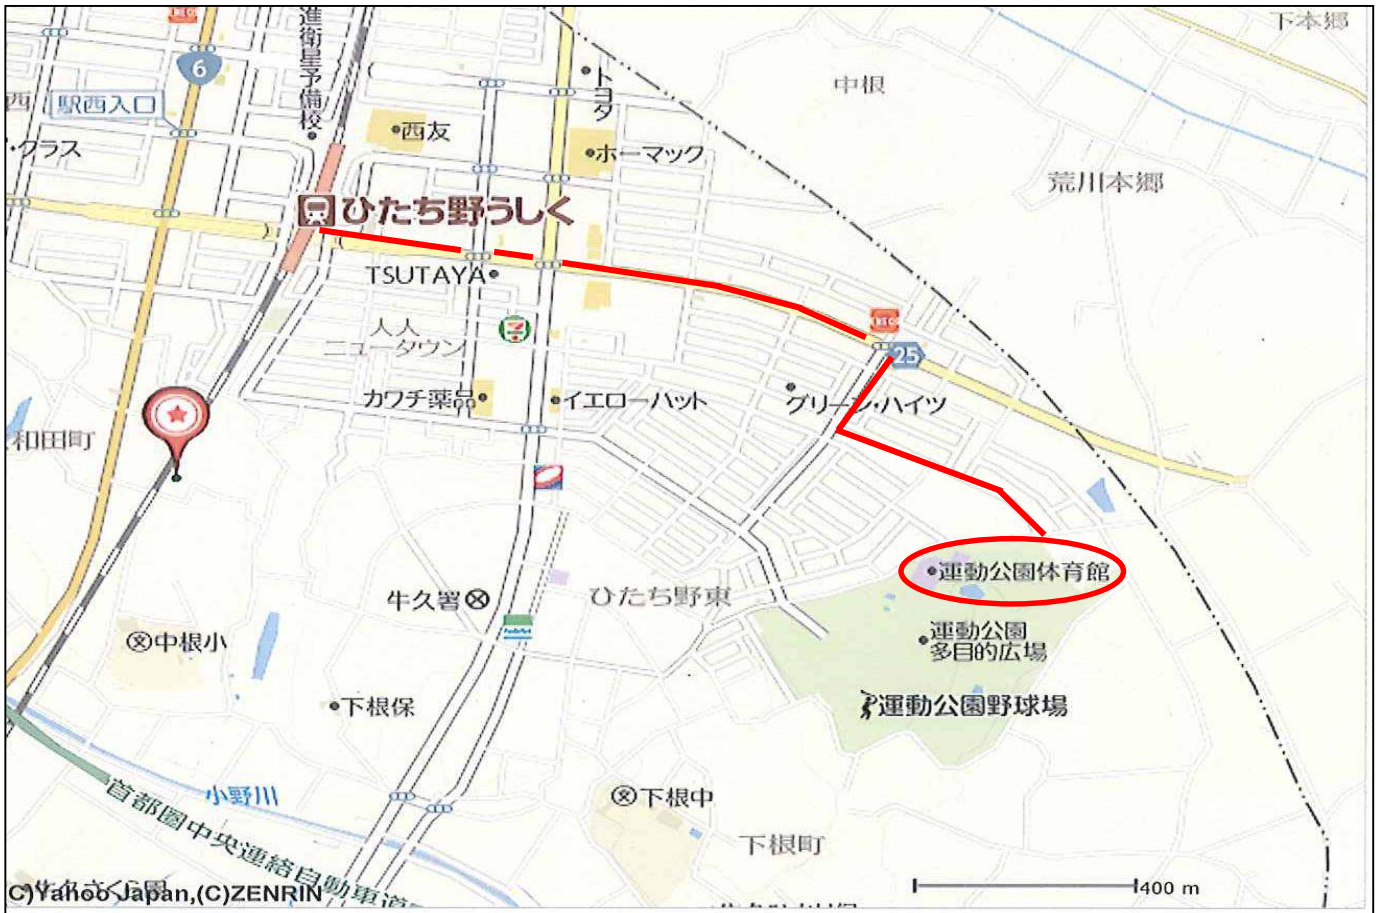 進衛星予備校
下本郷
6
トヨタ
中根
西
駅西入口
西友
クラス
ホーマック
荒川本郷
ひたち野うしく
TSUTAYA
ENEOS
25
ニュータウン
カワチ薬品
イエローハット
グリーン・ハイツ
和田町
運動公園体育館
牛久署
ひたち野東
FamilyMart
運動公園
多目的広場
中根小
下根保
運動公園野球場
小野川
下根中
首都圏中央連絡自動車道
下根町
C)Yahoo Japan,(C)ZENRIN
400 m